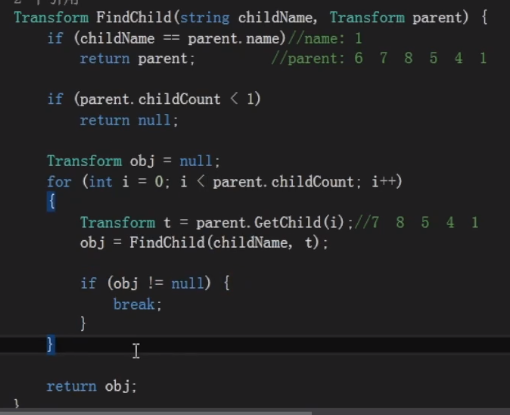 Transform FindChild(string childName, Transform parent) {
if (childName == parent.name)//name: 1
return parent; //parent: 6 7 8 5 4 1
if (parent.childCount < 1)
return null;
Transform obj = null;
for (int i = 0; i < parent.childCount; i++)
{
Transform t = parent.GetChild(i);//7 8 5 4 1
obj = FindChild(childName, t);
if (obj != null) {
break;
}
}
return obj;
}